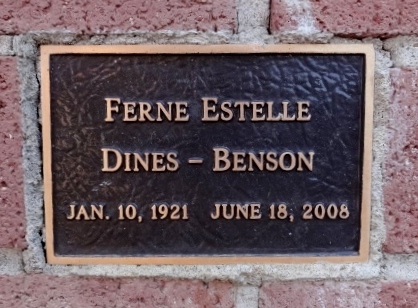 FERNE ESTELLE
DINES – BENSON
JAN. 10, 1921 JUNE 18, 2008